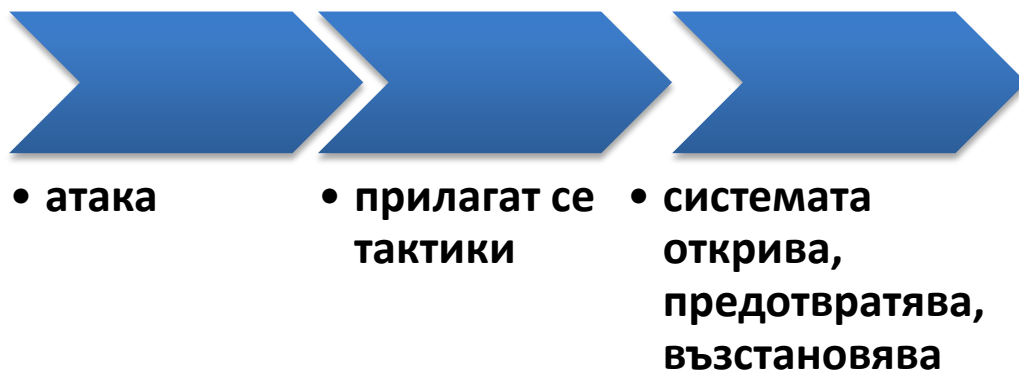 • атака
• прилагат се
тактики
• системата
открива,
предотвратява,
възстановява